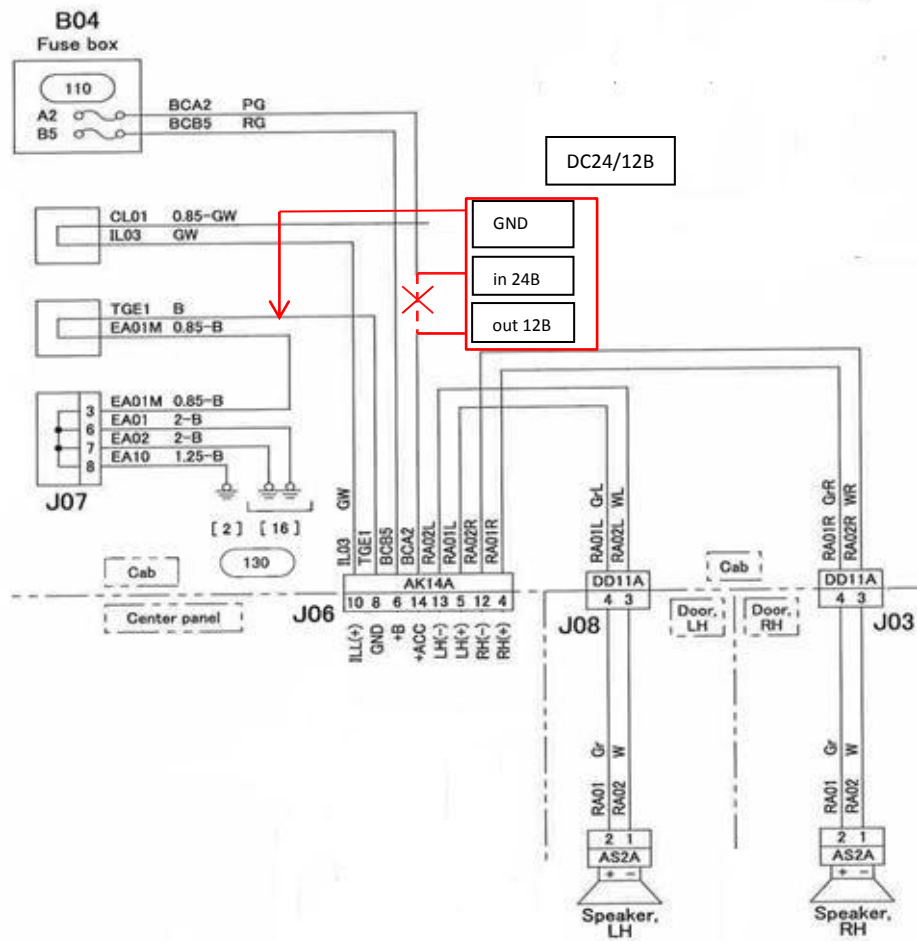 B04
Fuse box
110
A2
B5
BCA2 PG
BCB5 RG
DC24/12B
CL01 0.85-GW
IL03 GW
GND
in 24B
out 12B
TGE1 B
EA01M 0.85-B
EA01M 0.85-B
EA01 2-B
EA02 2-B
EA10 1.25-B
3
6
7
8
J07
[2] [16]
130
IL03 GW
TGE1
BCB5
BCA2
RA02L
RA01L
RA02R
RA01R
RA01L GrL
RA02L WL
RA01R GrR
RA02R WR
Cab
Center panel
AK14A
10 8 6 14 13 5 12 4
J06
ILL(+)
GND
+B
+ACC
LH(-)
LH(+)
RH(-)
RH(+)
DD11A
4 3
J08
Cab
Door, LH
Door, RH
DD11A
4 3
J03
RA01 Gr
RA02 W
RA01 Gr
RA02 W
2 1
AS2A
+ −
Speaker,
LH
2 1
AS2A
+ −
Speaker,
RH